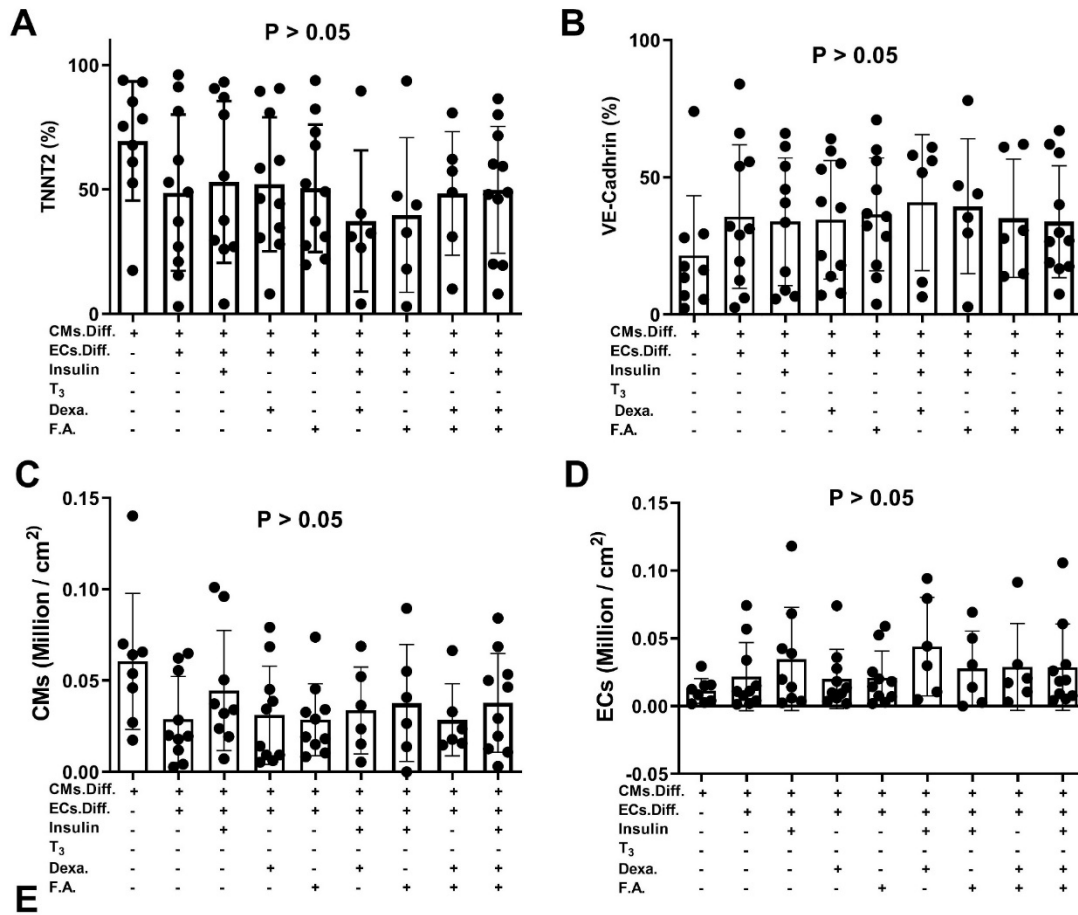 A
P > 0.05
TNNT2 (%)
100
50
0
CMs.Diff. + + + + + + + + +
ECs.Diff. - + + + + + + + +
Insulin - - + - - + + - +
T3 - - - - - - - - -
Dexa. - - - + - + - + +
F.A. - - - - + - + + +
B
P > 0.05
VE-Cadhrin (%)
100
50
0
CMs.Diff. + + + + + + + + +
ECs.Diff. - + + + + + + + +
Insulin - - + - - + + - +
T3 - - - - - - - - -
Dexa. - - - + - + - + +
F.A. - - - - + - + + +
C
P > 0.05
CMs (Million / cm2)
0.15
0.10
0.05
0.00
CMs.Diff. + + + + + + + + +
ECs.Diff. - + + + + + + + +
Insulin - - + - - + + - +
T3 - - - - - - - - -
Dexa. - - - + - + - + +
F.A. - - - - + - + + +
D
P > 0.05
ECs (Million / cm2)
0.15
0.10
0.05
0.00
-0.05
CMs.Diff. + + + + + + + + +
ECs.Diff. - + + + + + + + +
Insulin - - + - - + + - +
T3 - - - - - - - - -
Dexa. - - - + - + - + +
F.A. - - - - + - + + +
E